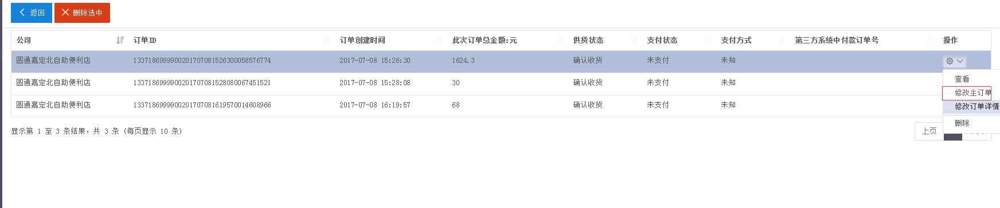 返回 删除选中
公司 订单ID 订单创建时间 此次订单总金额:元 供货状态 支付状态 支付方式 第三方系统中付款订单号 操作
圆通嘉定北自助便利店 133718699999002017070815263000058576774 2017-07-08 15:26:30 1624.3 确认收货 未支付 未知
圆通嘉定北自助便利店 13371869999002017070815280800067451521 2017-07-08 15:28:08 30 确认收货 未支付 未知
圆通嘉定北自助便利店 1337186999900201707081619570014608966 2017-07-08 16:19:57 68 确认收货 未支付 未知
查看
修改主订单
修改订单详情
删除
显示第 1 至 3 条结果，共 3 条 (每页显示 10 条)
上页